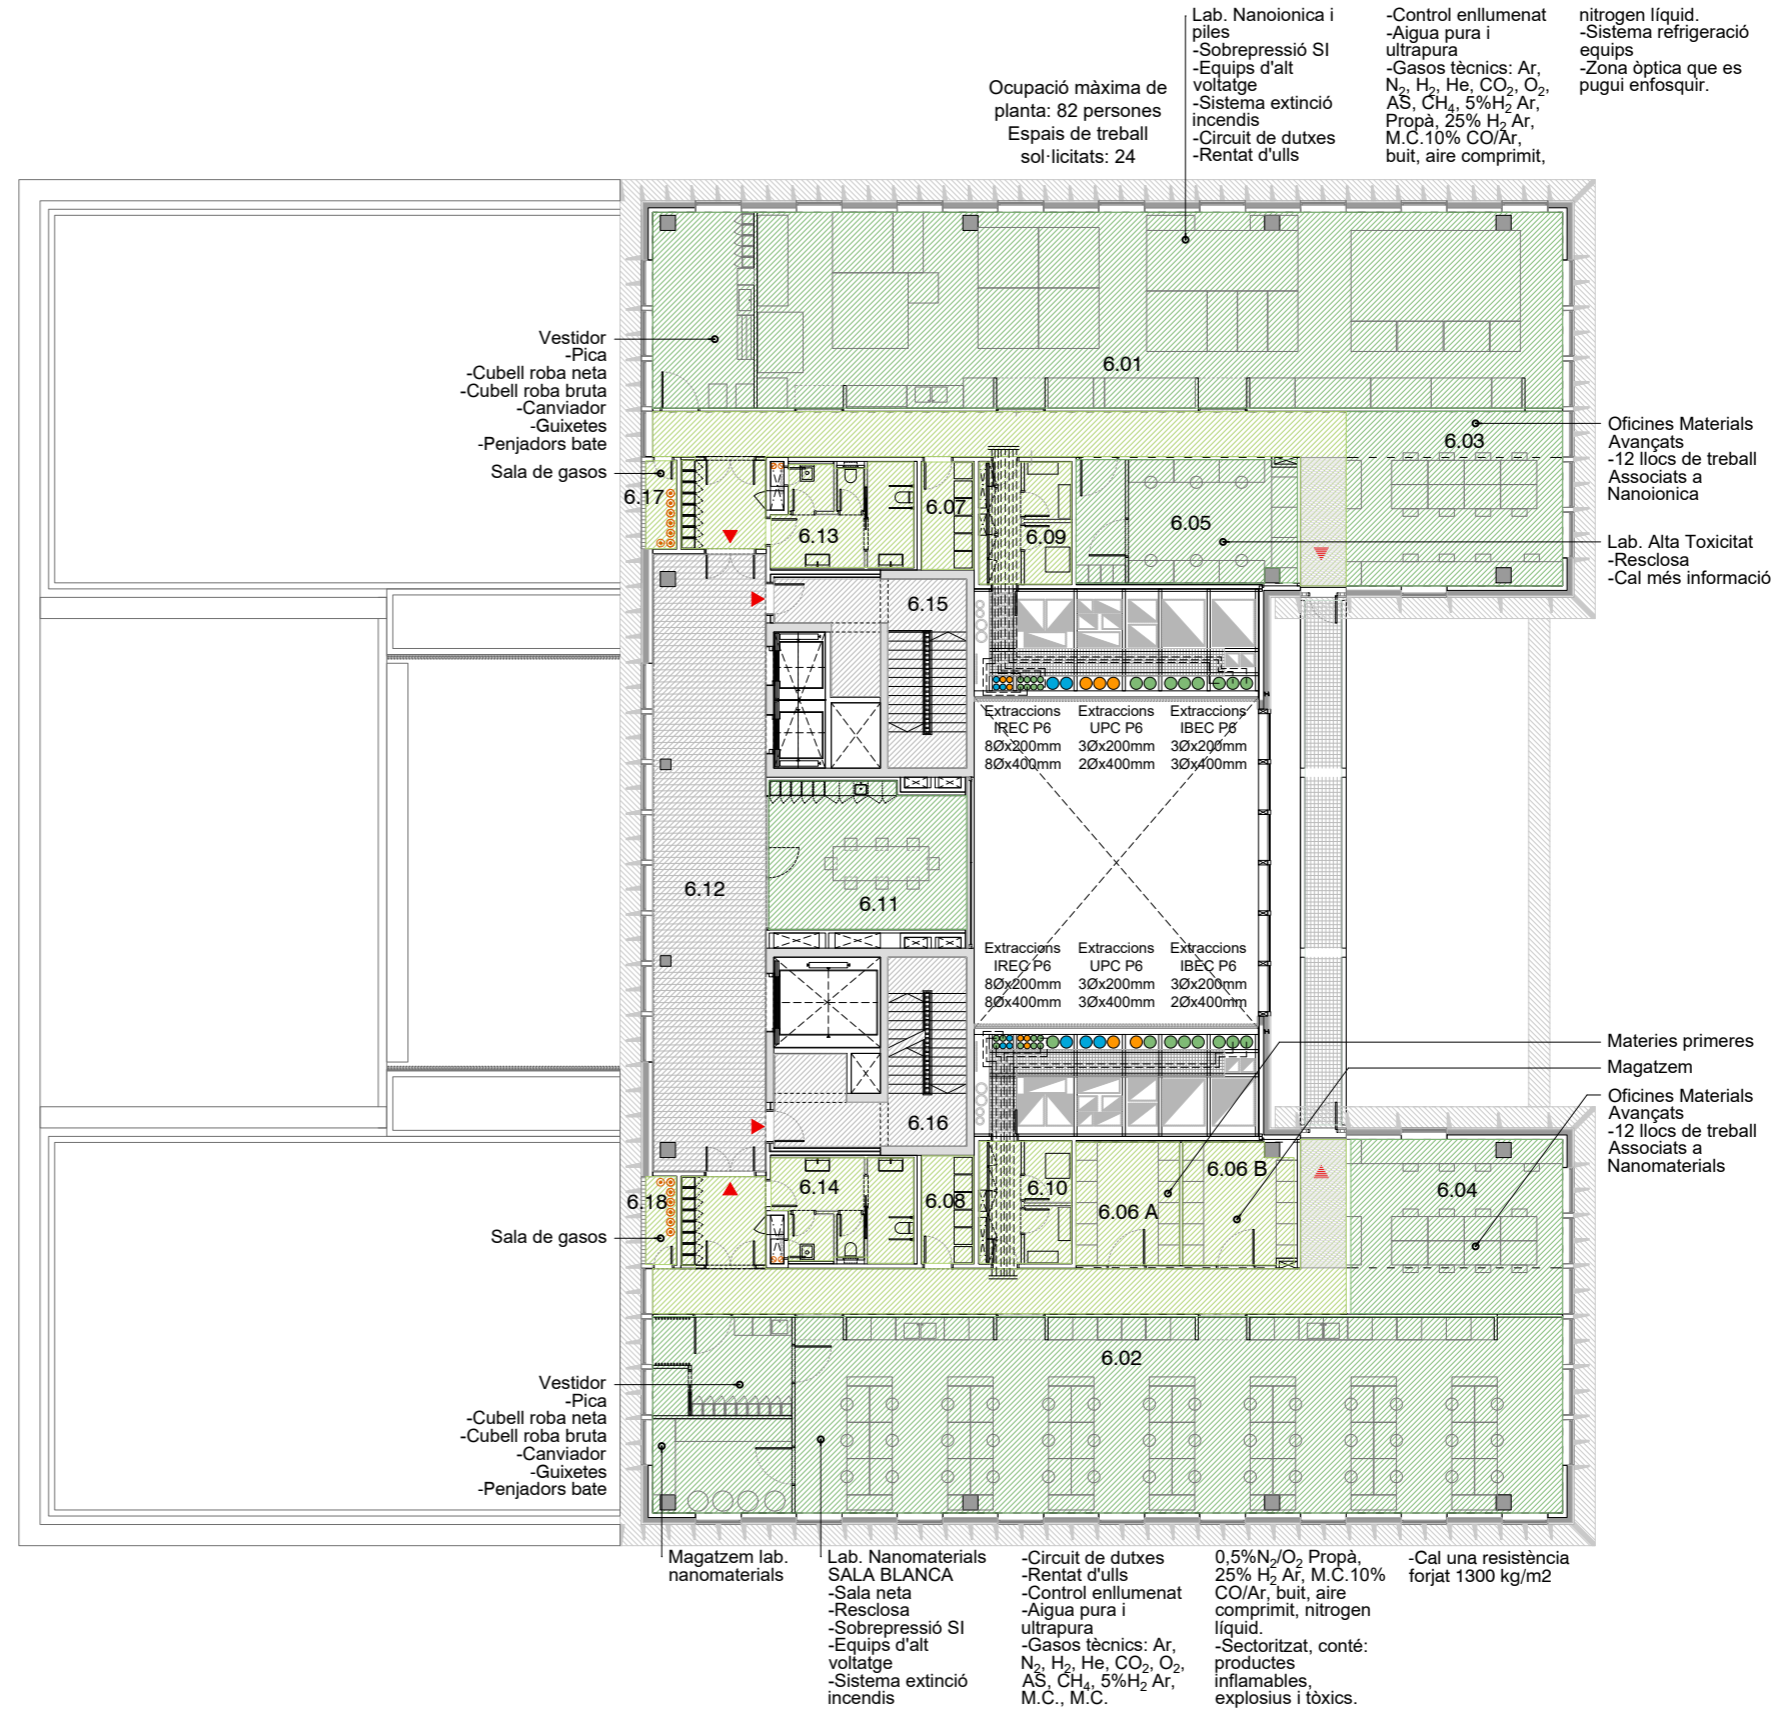 Ocupació màxima de
planta: 82 persones
Espais de treball
sol·licitats: 24
Lab. Nanoionica i
piles
-Sobrepressió SI
-Equips d'alt
voltatge
-Sistema extinció
incendis
-Circuit de dutxes
-Rentat d'ulls
-Control enllumenat
-Aigua pura i
ultrapura
-Gasos tècnics: Ar,
N₂, H₂, He, CO₂, O₂,
AS, CH₄, 5%H₂ Ar,
Propà, 25% H₂ Ar,
M.C.10% CO/Ar,
buit, aire comprimit,
nitrogen líquid.
-Sistema refrigeració
equips
-Zona òptica que es
pugui enfosquir.
Vestidor
-Pica
-Cubell roba neta
-Cubell roba bruta
-Canviador
-Guixetes
-Penjadors bate
Sala de gasos
6.01
6.03
Oficines Materials
Avançats
-12 llocs de treball
Associats a
Nanoionica
6.17
6.13
6.07
6.09
6.05
Lab. Alta Toxicitat
-Resclosa
-Cal més informació
6.15
Extraccions
IREC P6
8Øx200mm
8Øx400mm
Extraccions
UPC P6
3Øx200mm
2Øx400mm
Extraccions
IBEC P6
3Øx200mm
3Øx400mm
6.12
6.11
Extraccions
IREC P6
8Øx200mm
8Øx400mm
Extraccions
UPC P6
3Øx200mm
3Øx400mm
Extraccions
IBEC P6
3Øx200mm
2Øx400mm
Materies primeres
Magatzem
Oficines Materials
Avançats
-12 llocs de treball
Associats a
Nanomaterials
6.16
6.18
6.14
6.08
6.10
6.06 A
6.06 B
6.04
Sala de gasos
6.02
Vestidor
-Pica
-Cubell roba neta
-Cubell roba bruta
-Canviador
-Guixetes
-Penjadors bate
Magatzem lab.
nanomaterials
Lab. Nanomaterials
SALA BLANCA
-Sala neta
-Resclosa
-Sobrepressió SI
-Equips d'alt
voltatge
-Sistema extinció
incendis
-Circuit de dutxes
-Rentat d'ulls
-Control enllumenat
-Aigua pura i
ultrapura
-Gasos tècnics: Ar,
N₂, H₂, He, CO₂, O₂,
AS, CH₄, 5%H₂ Ar,
M.C., M.C.
0,5%N₂/O₂ Propà,
25% H₂ Ar, M.C.10%
CO/Ar, buit, aire
comprimit, nitrogen
líquid.
-Sectoritzat, conté:
productes
inflamables,
explosius i tòxics.
-Cal una resistència
forjat 1300 kg/m2